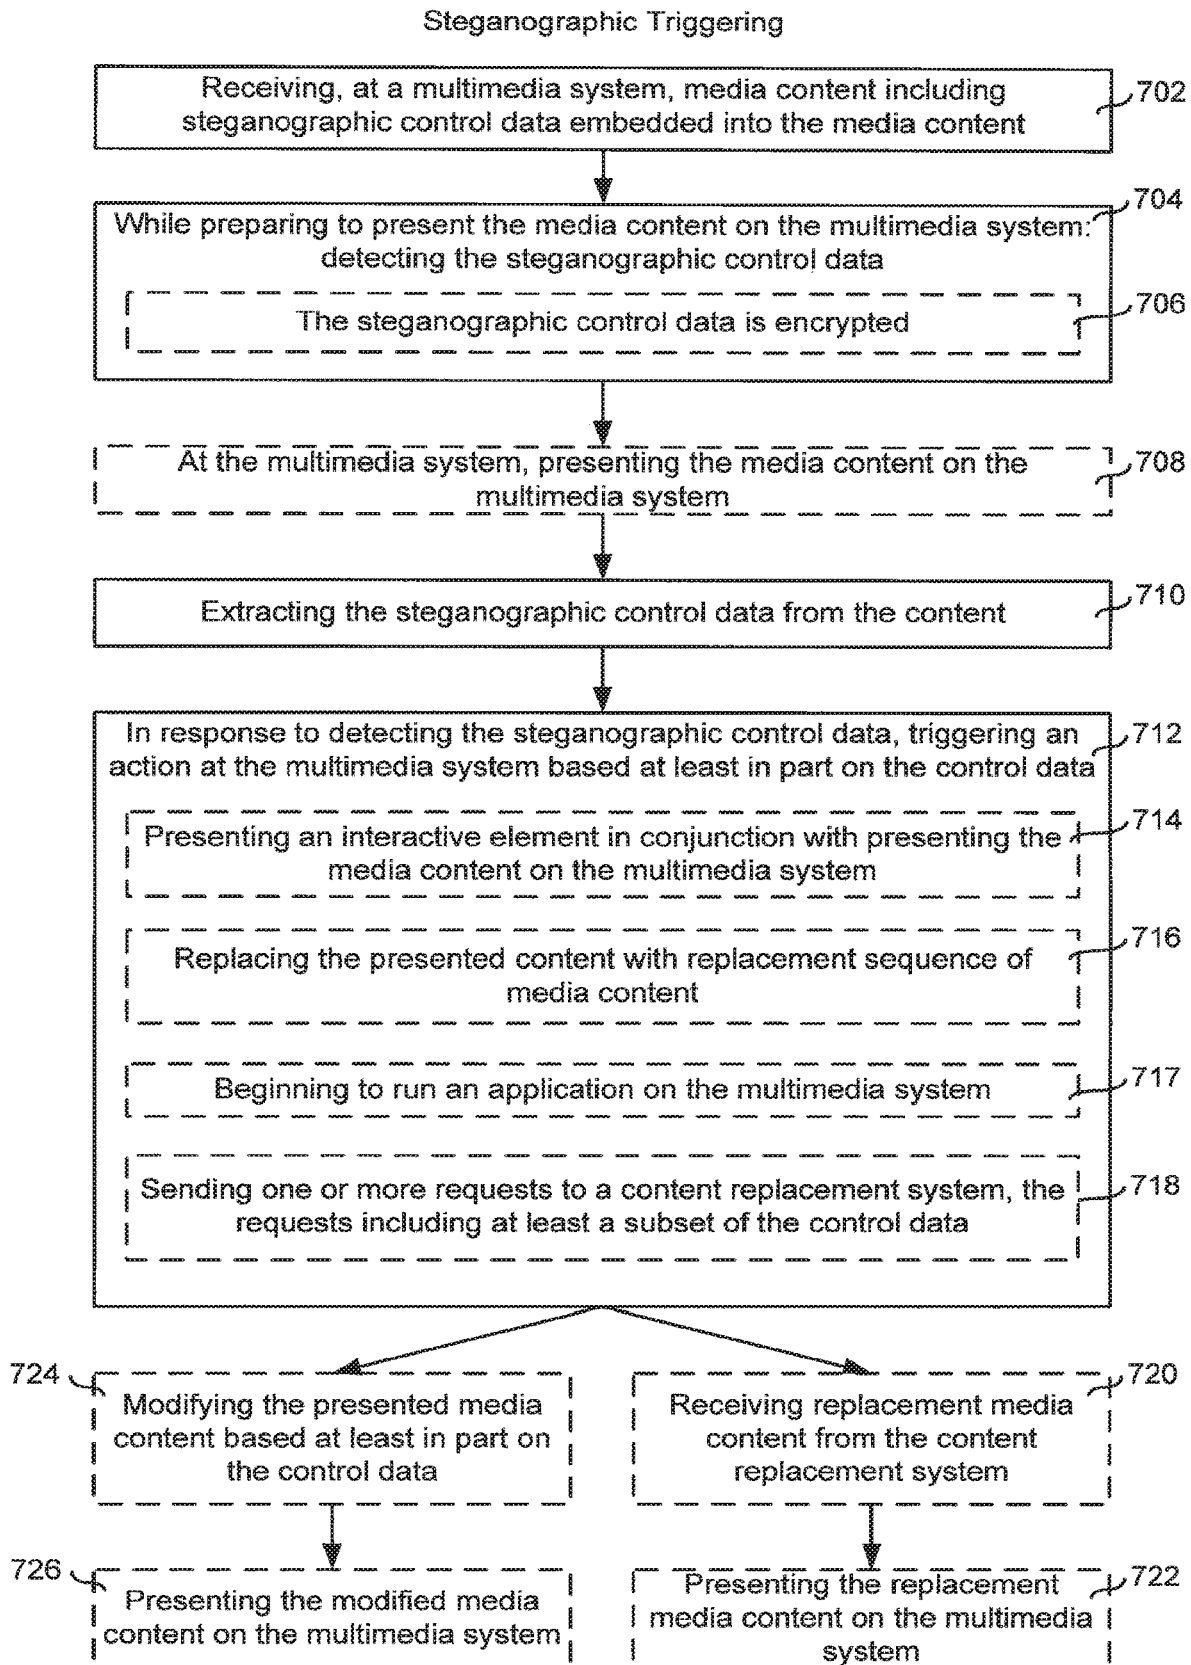 Steganographic Triggering
Receiving, at a multimedia system, media content including
steganographic control data embedded into the media content
702
While preparing to present the media content on the multimedia system:
detecting the steganographic control data
704
The steganographic control data is encrypted
706
At the multimedia system, presenting the media content on the
multimedia system
708
Extracting the steganographic control data from the content
710
In response to detecting the steganographic control data, triggering an
action at the multimedia system based at least in part on the control data
712
Presenting an interactive element in conjunction with presenting the
media content on the multimedia system
714
Replacing the presented content with replacement sequence of
media content
716
Beginning to run an application on the multimedia system
717
Sending one or more requests to a content replacement system, the
requests including at least a subset of the control data
718
724
Modifying the presented media
content based at least in part on
the control data
720
Receiving replacement media
content from the content
replacement system
726
Presenting the modified media
content on the multimedia system
722
Presenting the replacement
media content on the multimedia
system